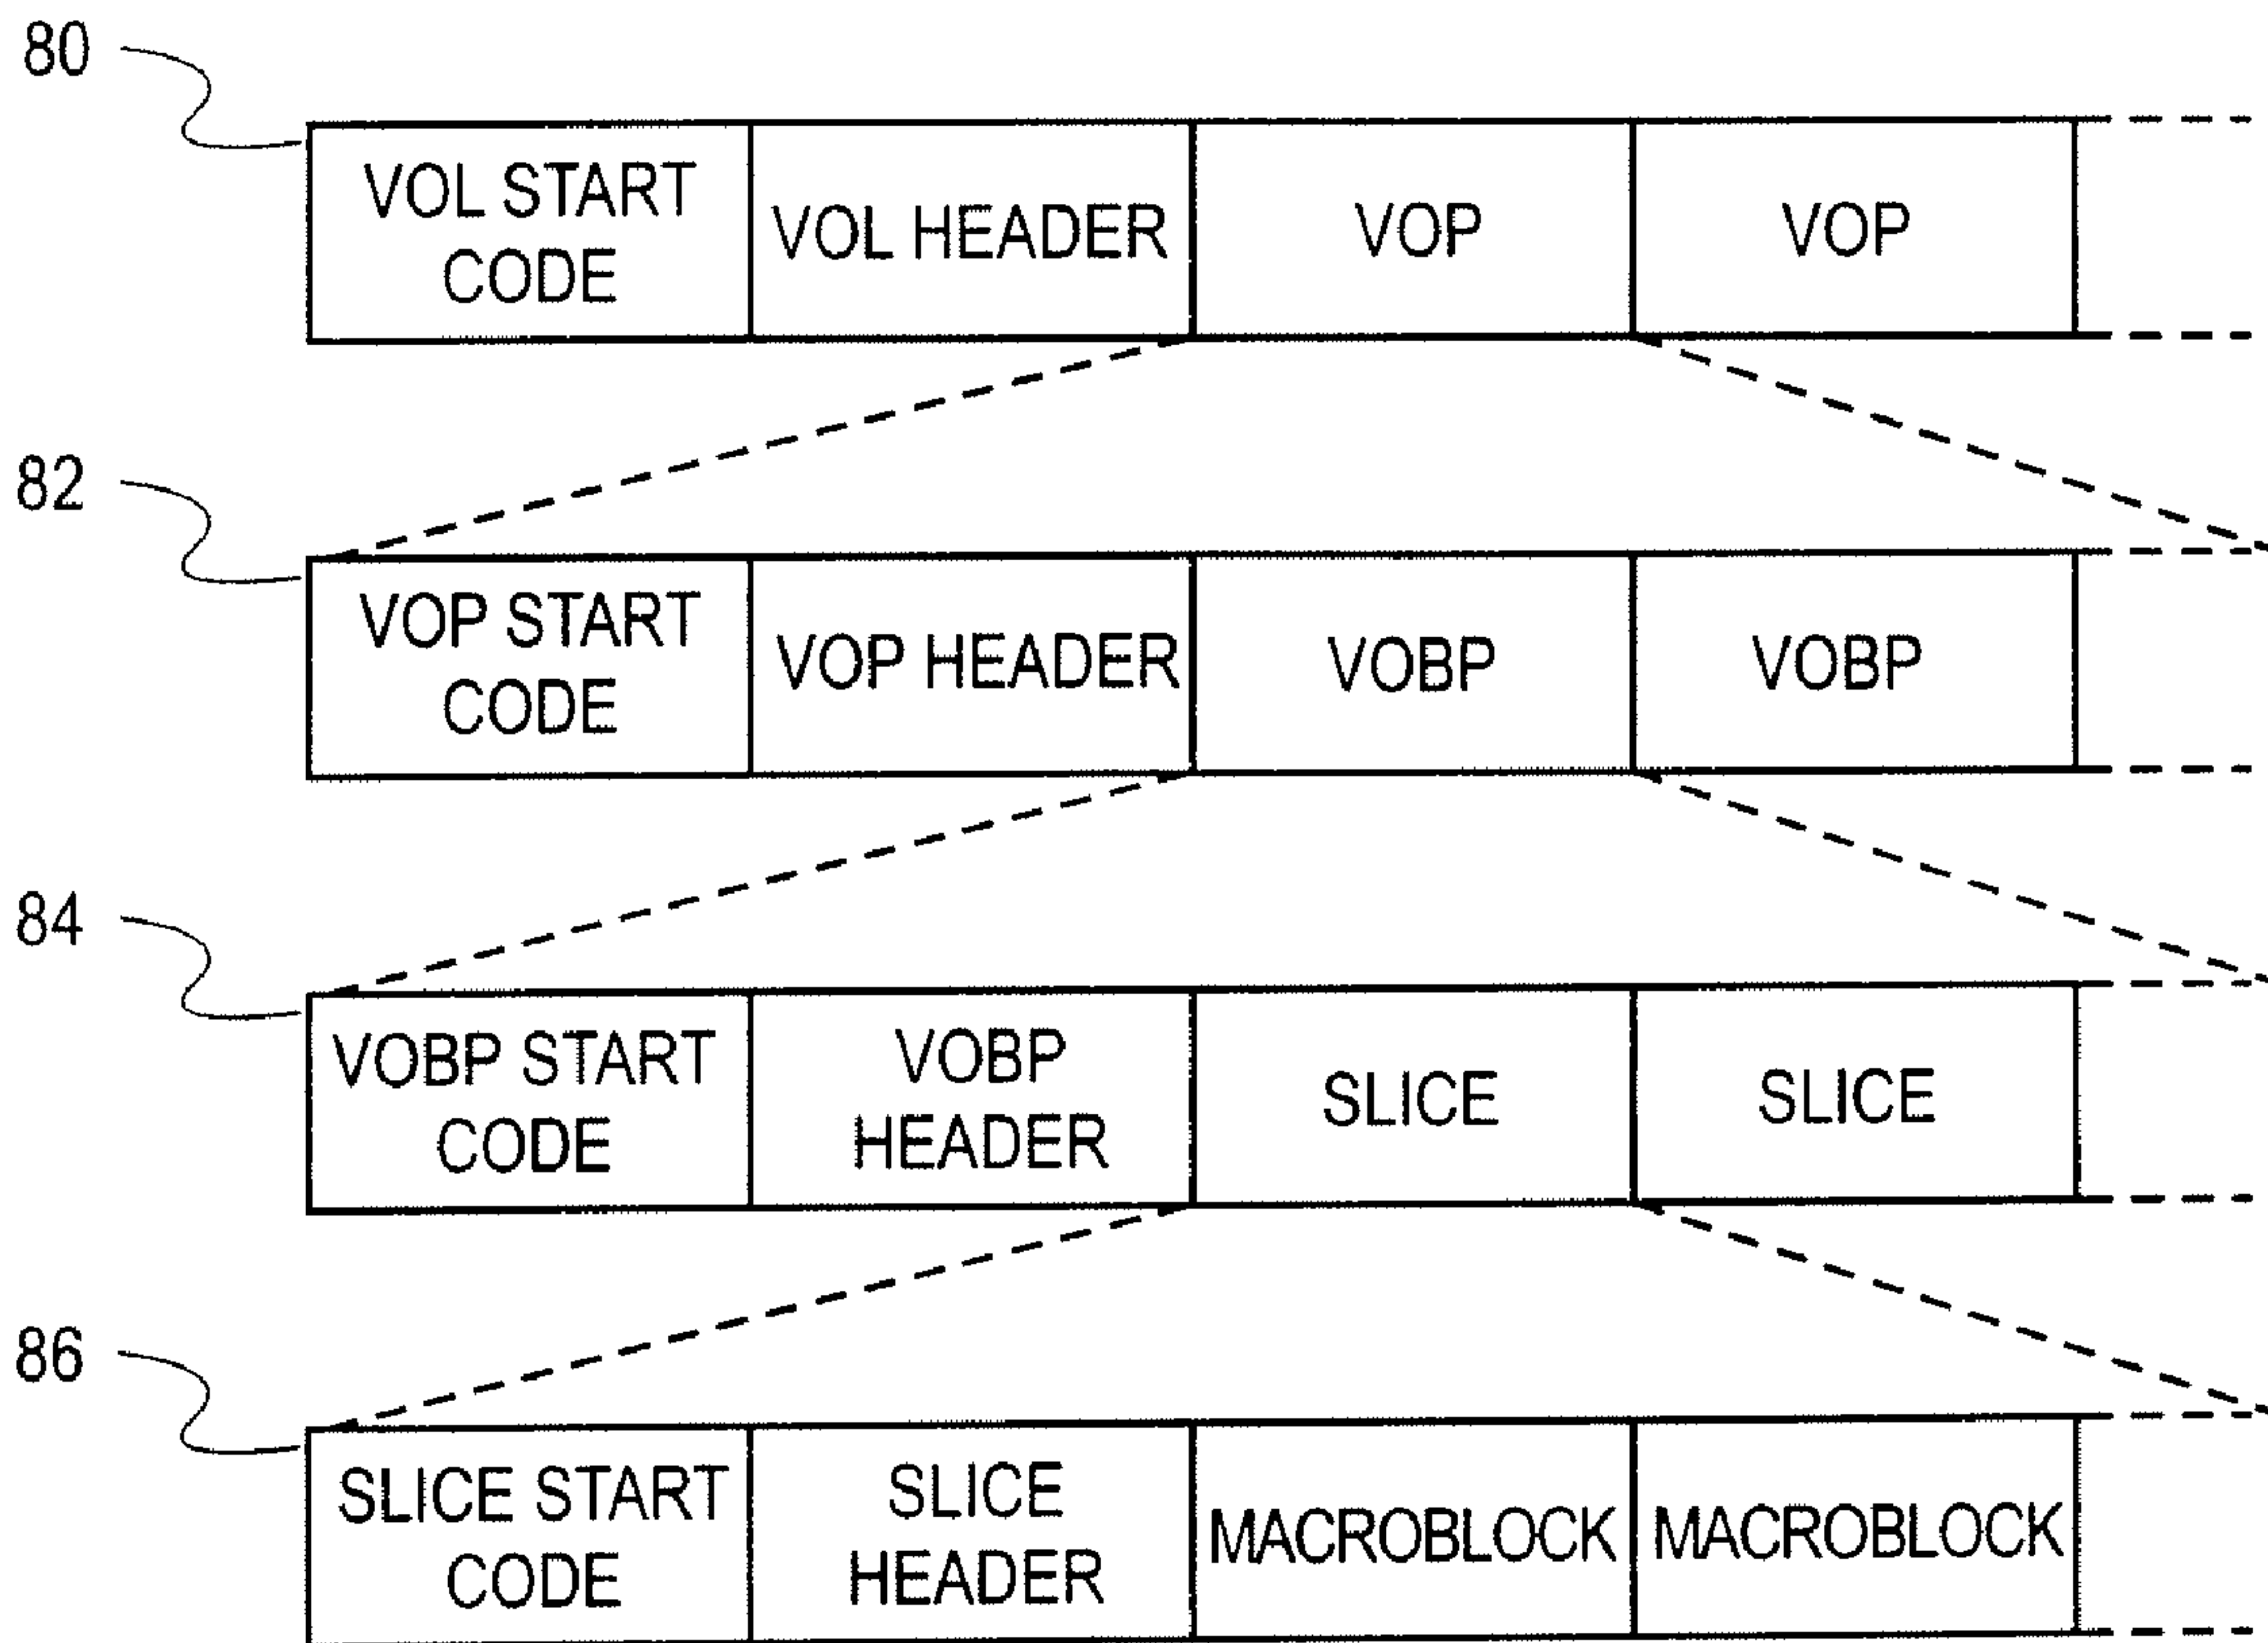 80
VOL START
CODE
VOL HEADER
VOP
VOP
82
VOP START
CODE
VOP HEADER
VOBP
VOBP
84
VOBP START
CODE
VOBP
HEADER
SLICE
SLICE
86
SLICE START
CODE
SLICE
HEADER
MACROBLOCK
MACROBLOCK